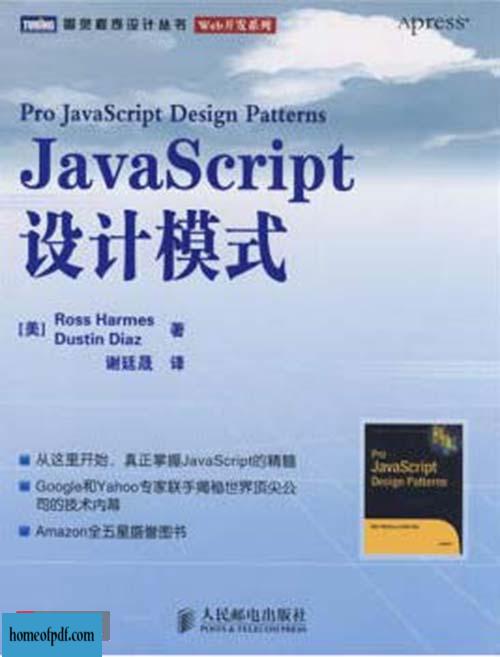 TURING 图灵程序设计丛书 Web开发系列 Apress®
Pro JavaScript Design Patterns
JavaScript
设计模式
[美] Ross Harmes 著
Dustin Diaz
谢廷晟 译
从这里开始，真正掌握JavaScript的精髓
Google和Yahoo专家联手揭秘世界顶尖公
司的技术内幕
Amazon全五星盛誉图书
Pro
JavaScript
Design Patterns
人民邮电出版社
POSTS & TELECOM PRESS
homeofpdf.com